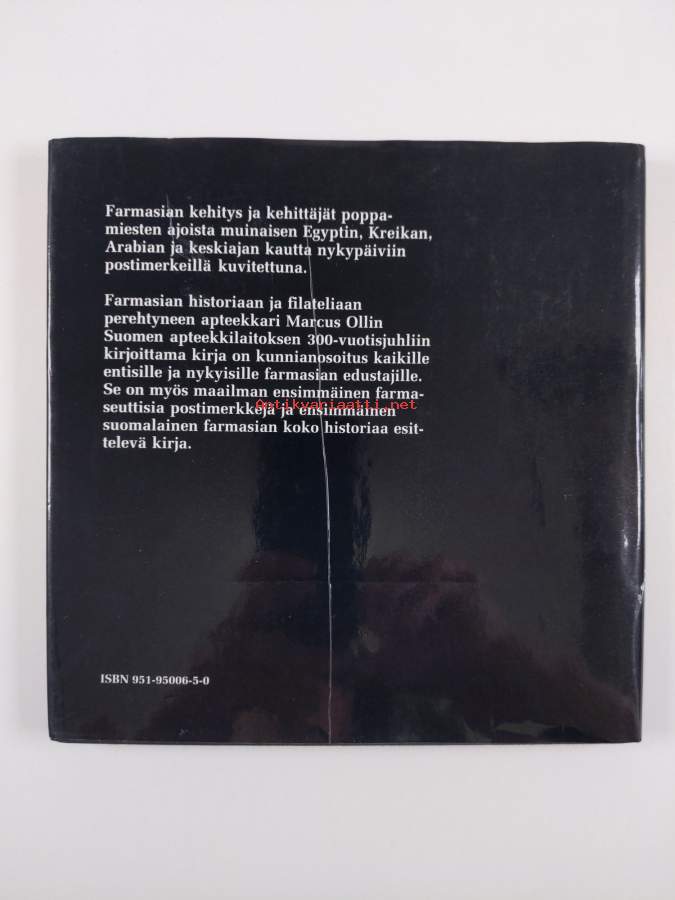 Farmasian kehitys ja kehittäjät poppa-
miesten ajoista muinaisen Egyptin, Kreikan,
Arabian ja keskiajan kautta nykypäiviin
postimerkeillä kuvitettuna.
Farmasian historiaan ja filateliaan
perehtyneen apteekkari Marcus Ollin
Suomen apteekkilaitoksen 300-vuotisjuhliin
kirjoittama kirja on kunnianosoitus kaikille
entisille ja nykyisille farmasian edustajille.
Se on myös maailman ensimmäinen farma-
seuttisia postimerkkejä ja ensimmäinen
Antikvariaatti.net
suomalainen farmasian koko historiaa esit-
televä kirja.
ISBN 951-95006-5-0